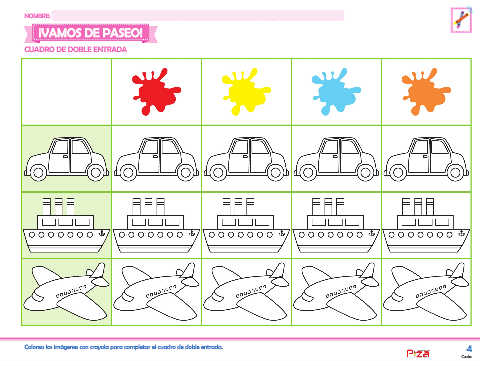 NOMBRE:
¡VAMOS DE PASEO!
CUADRO DE DOBLE ENTRADA
Colorea las imágenes con crayola para completar el cuadro de doble entrada.
4